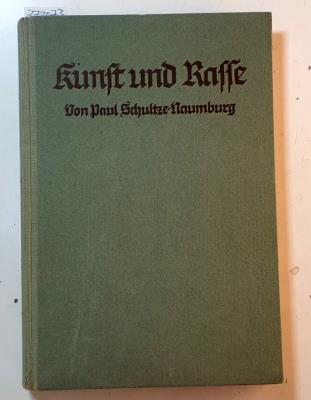 Kunst und Rasse
Von Paul Schultze-Naumburg